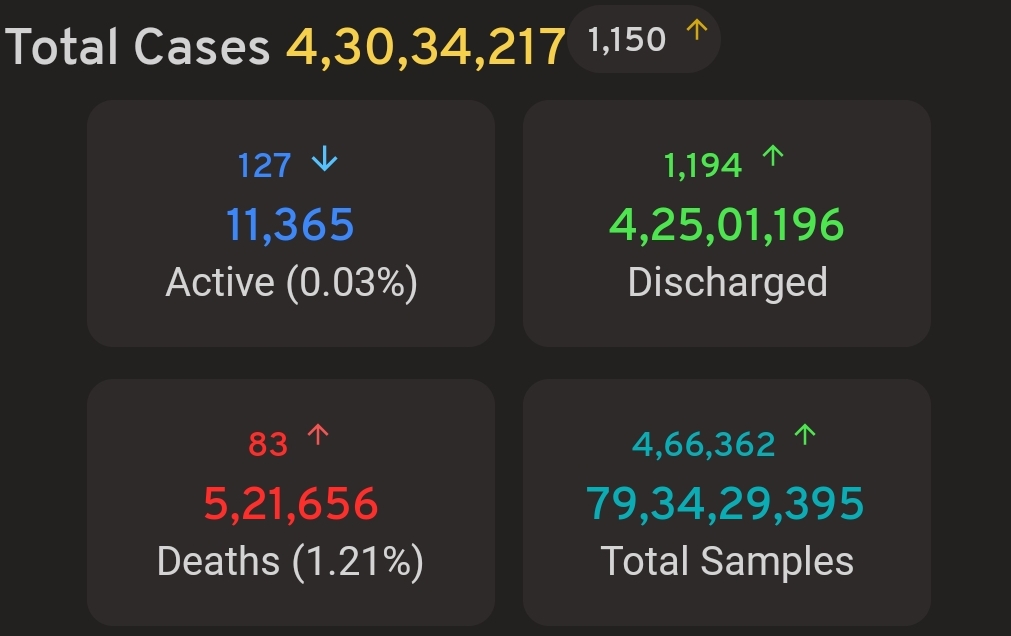 Total Cases 4,30,34,217 1,150 ↑
127 ↓
11,365
Active (0.03%)
1,194 ↑
4,25,01,196
Discharged
83 ↑
5,21,656
Deaths (1.21%)
4,66,362 ↑
79,34,29,395
Total Samples